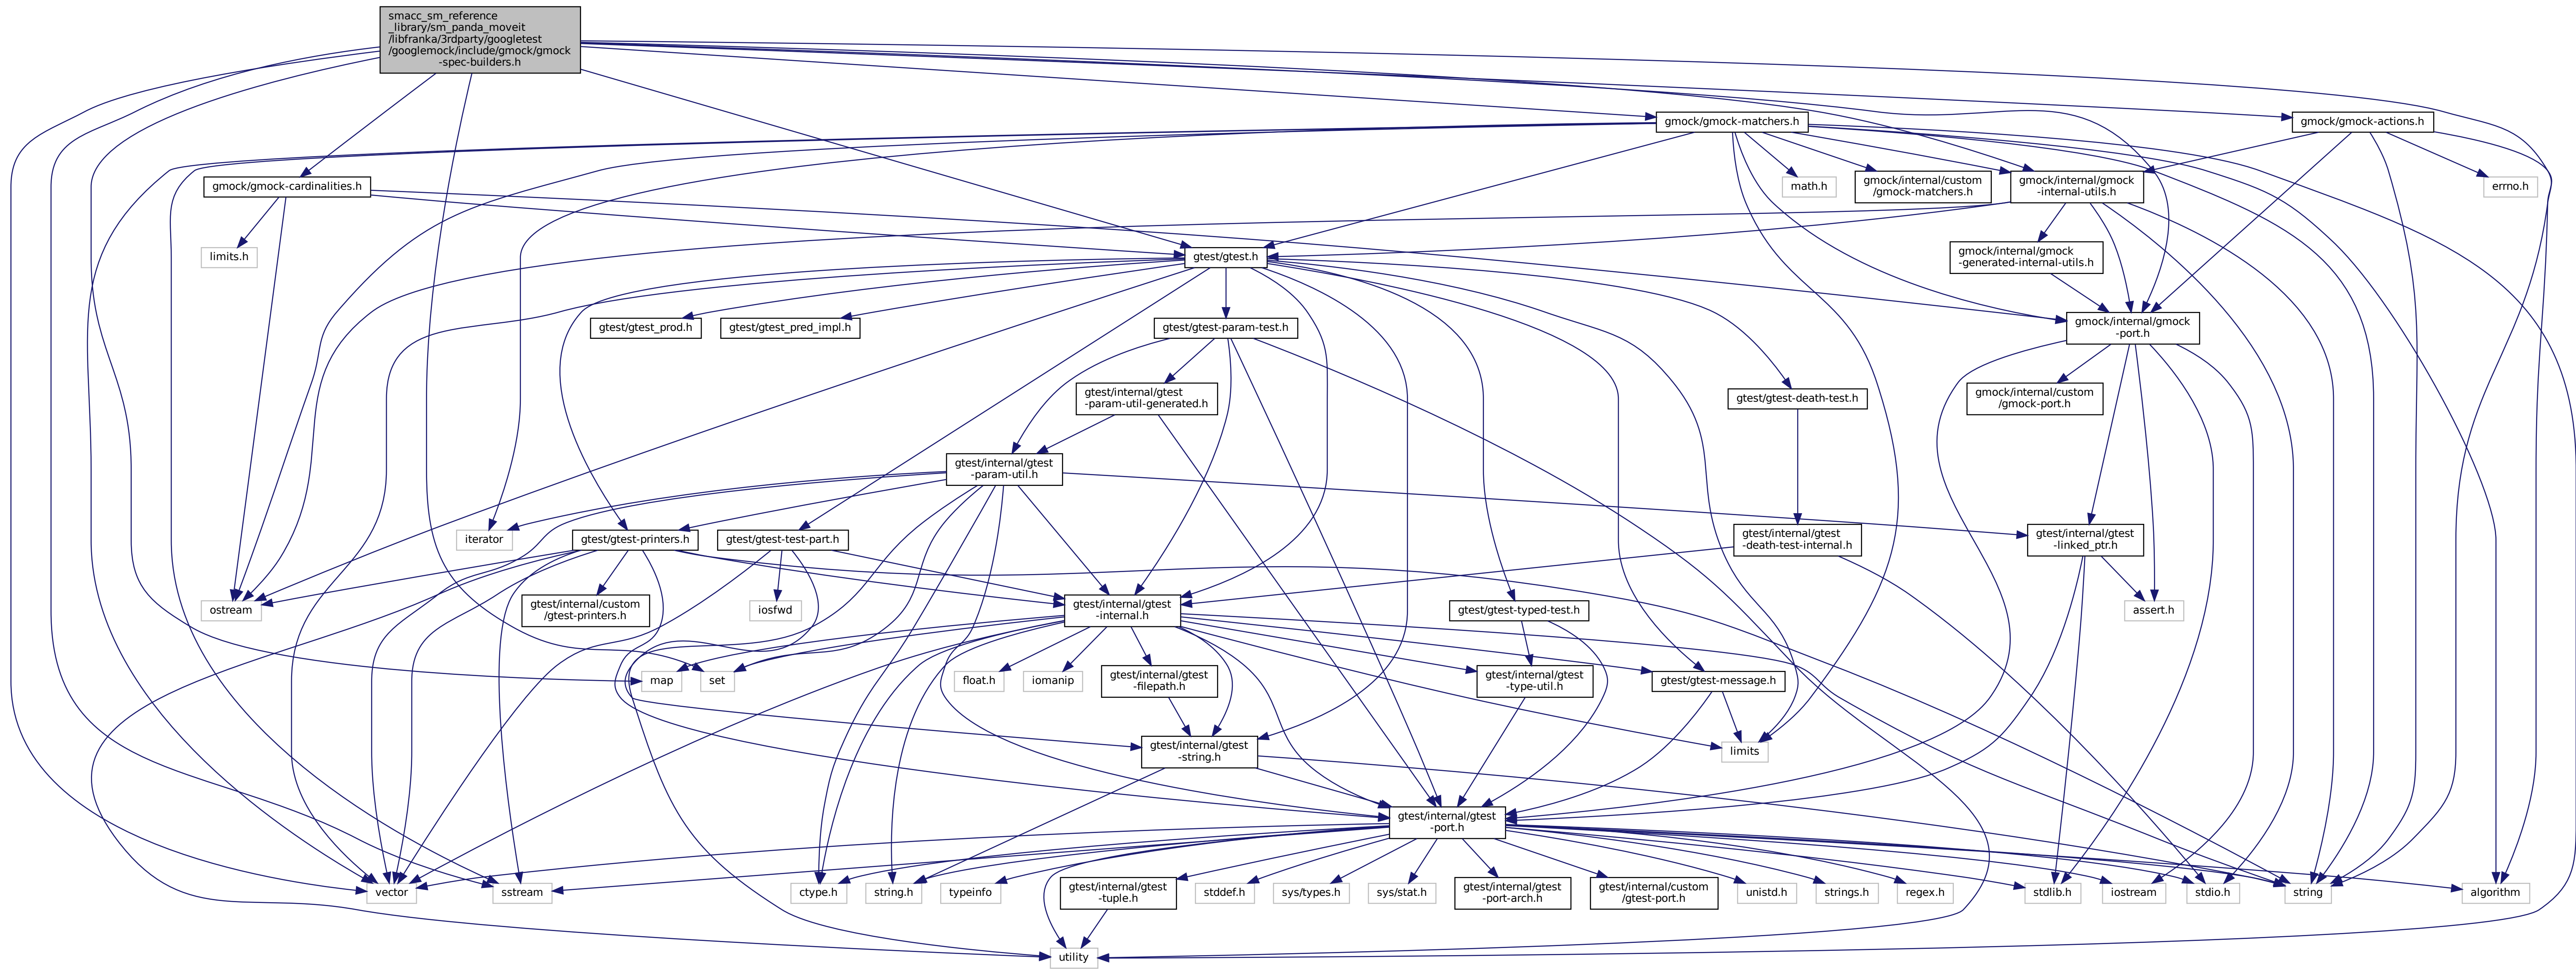 smacc_sm_reference
_library/sm_panda_moveit
/libfranka/3rdparty/googletest
/googlemock/include/gmock/gmock
-spec-builders.h
gmock/gmock-matchers.h
gmock/gmock-actions.h
gmock/gmock-cardinalities.h
math.h
gmock/internal/custom
/gmock-matchers.h
gmock/internal/gmock
-internal-utils.h
errno.h
limits.h
gtest/gtest.h
gmock/internal/gmock
-generated-internal-utils.h
gtest/gtest_prod.h
gtest/gtest_pred_impl.h
gtest/gtest-param-test.h
gmock/internal/gmock
-port.h
gtest/internal/gtest
-param-util-generated.h
gtest/gtest-death-test.h
gmock/internal/custom
/gmock-port.h
gtest/internal/gtest
-param-util.h
iterator
gtest/gtest-printers.h
gtest/gtest-test-part.h
gtest/internal/gtest
-death-test-internal.h
gtest/internal/gtest
-linked_ptr.h
ostream
gtest/internal/custom
/gtest-printers.h
iosfwd
gtest/internal/gtest
-internal.h
gtest/gtest-typed-test.h
assert.h
map
set
float.h
iomanip
gtest/internal/gtest
-filepath.h
gtest/internal/gtest
-type-util.h
gtest/gtest-message.h
gtest/internal/gtest
-string.h
limits
gtest/internal/gtest
-port.h
vector
sstream
ctype.h
string.h
typeinfo
gtest/internal/gtest
-tuple.h
stddef.h
sys/types.h
sys/stat.h
gtest/internal/gtest
-port-arch.h
gtest/internal/custom
/gtest-port.h
unistd.h
strings.h
regex.h
stdlib.h
iostream
stdio.h
string
algorithm
utility